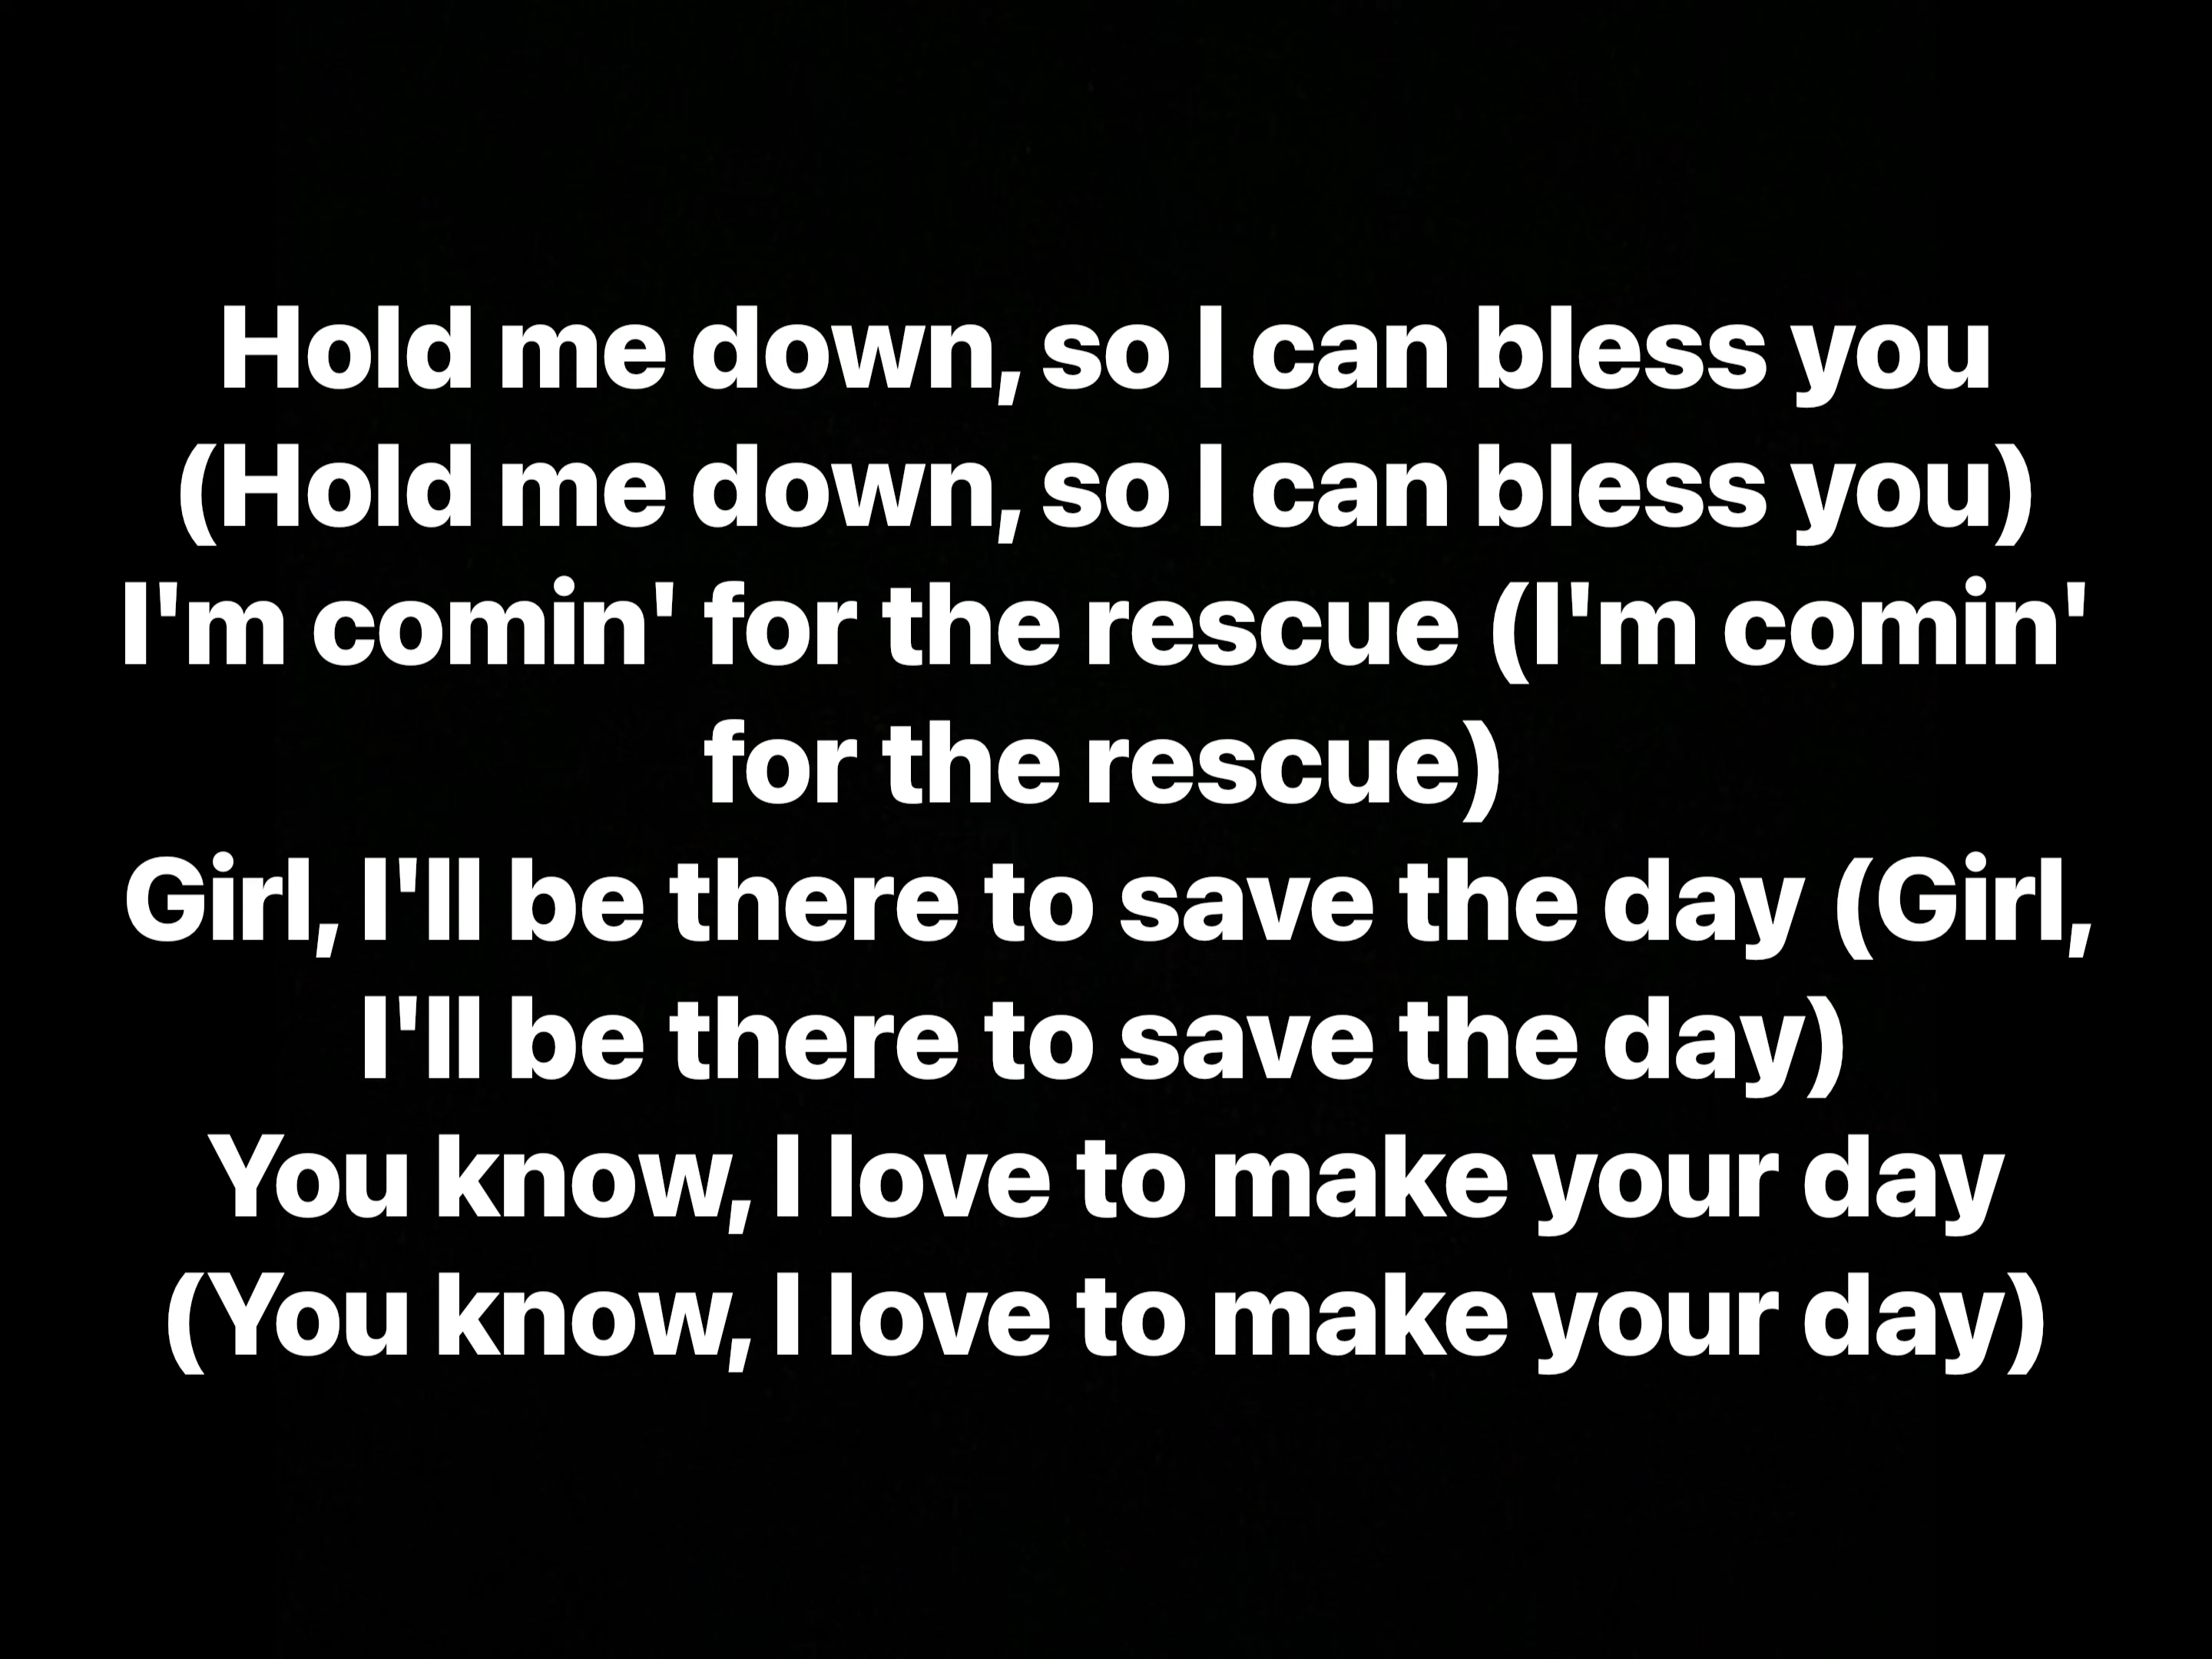 Hold me down, so I can bless you
(Hold me down, so I can bless you)
I'm comin' for the rescue (I'm comin'
for the rescue)
Girl, I'll be there to save the day (Girl,
I'll be there to save the day)
You know, I love to make your day
(You know, I love to make your day)